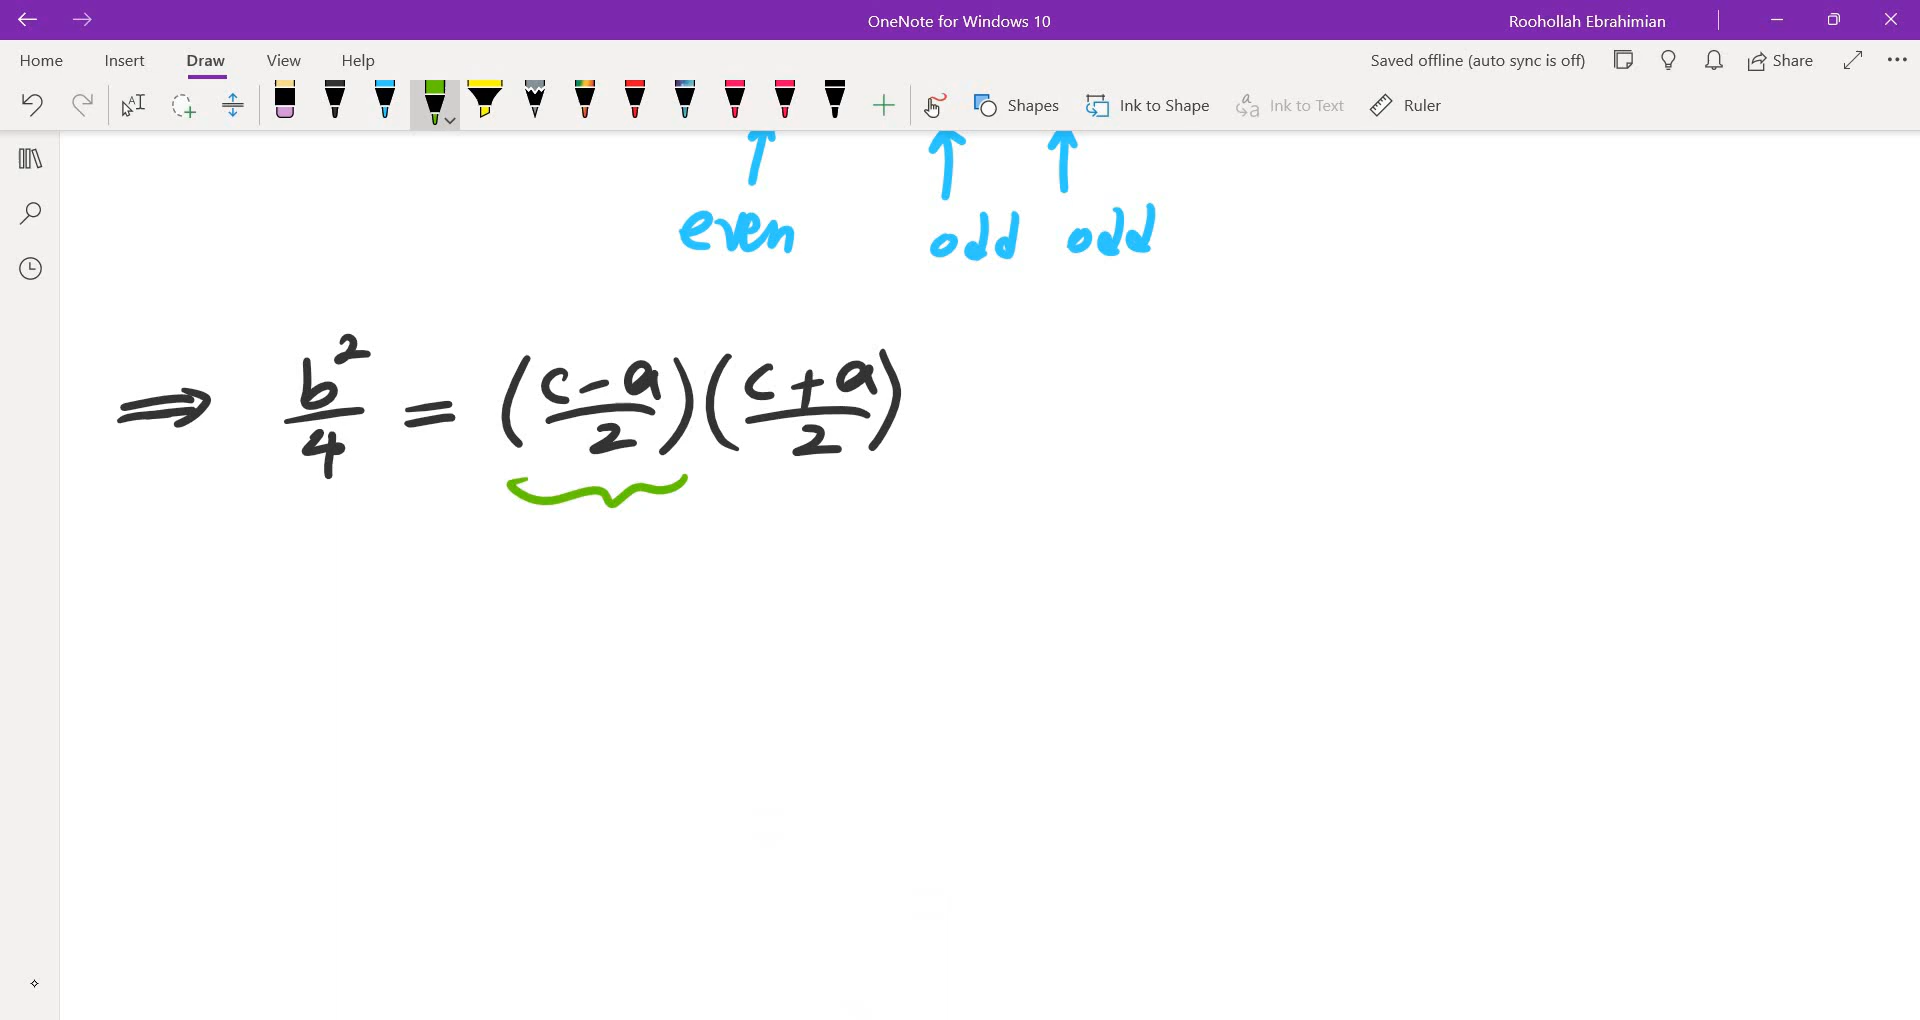 OneNote for Windows 10
Roohollah Ebrahimian
Home Insert Draw View Help
Saved offline (auto sync is off) Share
Shapes Ink to Shape Ink to Text Ruler
even odd odd
⟹ b²/4 = ((c-a)/2)((c+a)/2)